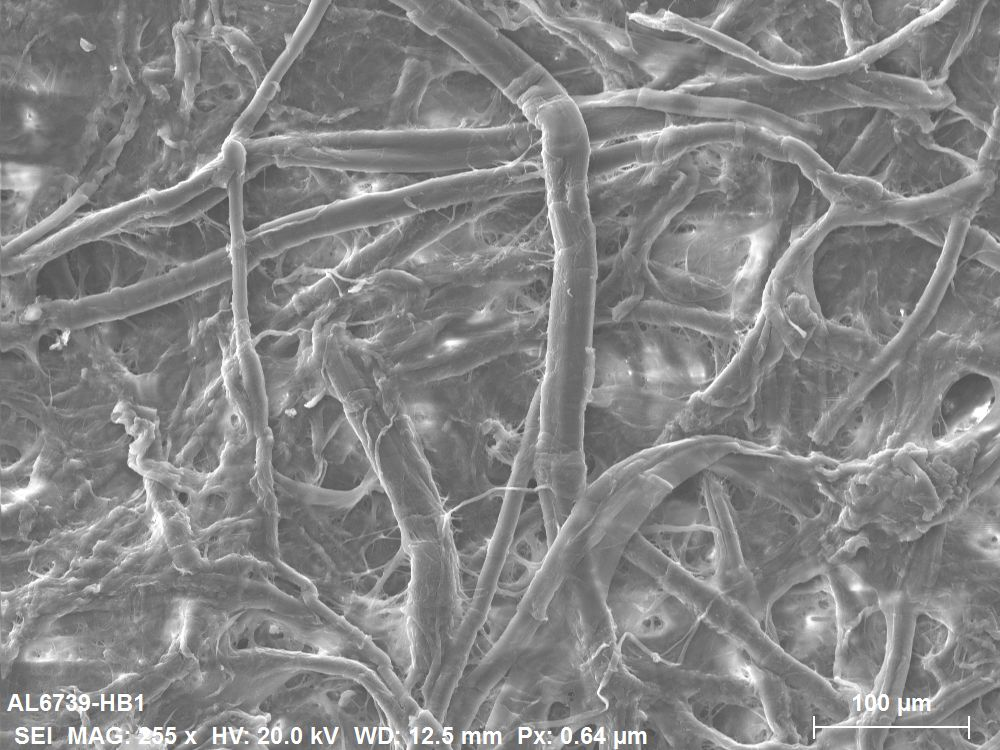 AL6739-HB1
100 µm
SEI MAG: 255 x HV: 20.0 kV WD: 12.5 mm Px: 0.64 µm